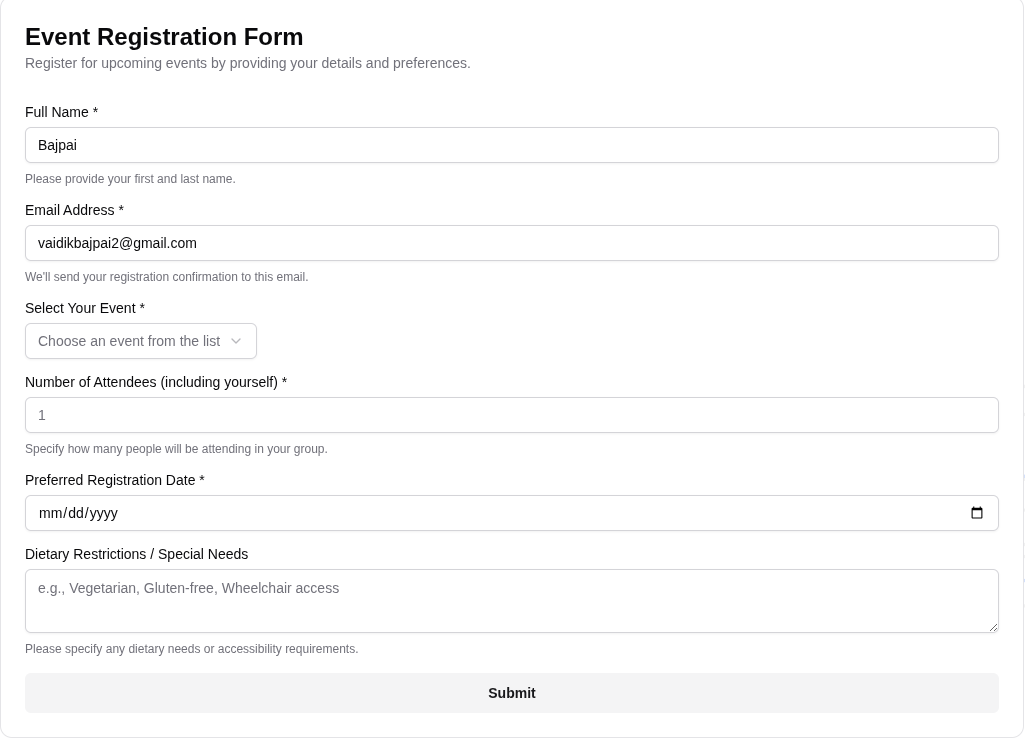 Event Registration Form
Register for upcoming events by providing your details and preferences.
Full Name *
Bajpai
Please provide your first and last name.
Email Address *
vaidikbajpai2@gmail.com
We'll send your registration confirmation to this email.
Select Your Event *
Choose an event from the list
Number of Attendees (including yourself) *
1
Specify how many people will be attending in your group.
Preferred Registration Date *
mm/dd/yyyy
Dietary Restrictions / Special Needs
e.g., Vegetarian, Gluten-free, Wheelchair access
Please specify any dietary needs or accessibility requirements.
Submit